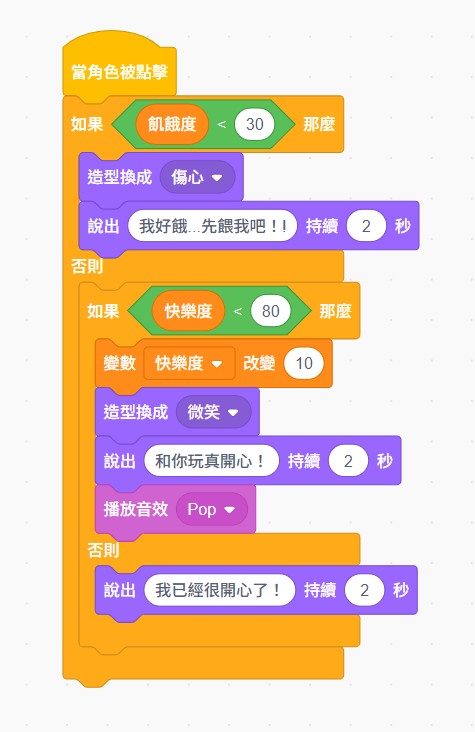 當角色被點擊
如果 飢餓度 < 30 那麼
造型換成 傷心
說出 我好餓...先餵我吧!! 持續 2 秒
否則
如果 快樂度 < 80 那麼
變數 快樂度 改變 10
造型換成 微笑
說出 和你玩真開心! 持續 2 秒
播放音效 Pop
否則
說出 我已經很開心了! 持續 2 秒